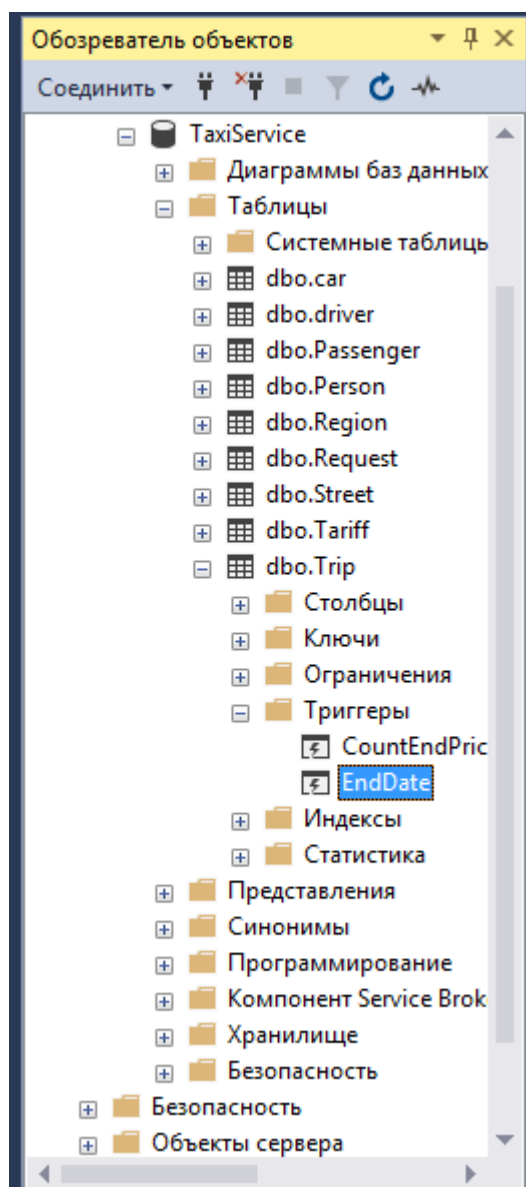 Обозреватель объектов
Соединить
TaxiService
Диаграммы баз данных
Таблицы
Системные таблицы
dbo.car
dbo.driver
dbo.Passenger
dbo.Person
dbo.Region
dbo.Request
dbo.Street
dbo.Tariff
dbo.Trip
Столбцы
Ключи
Ограничения
Триггеры
CountEndPric
EndDate
Индексы
Статистика
Представления
Синонимы
Программирование
Компонент Service Brok
Хранилище
Безопасность
Безопасность
Объекты сервера